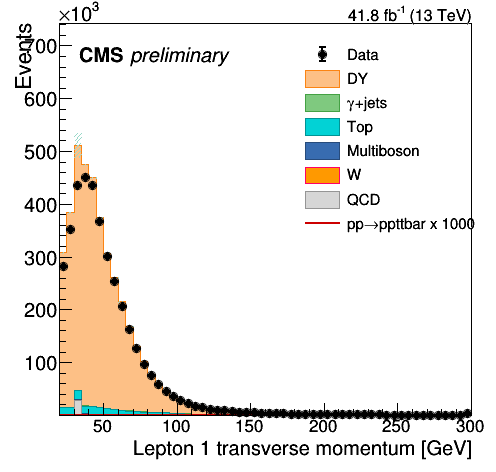 ×10³
41.8 fb⁻¹ (13 TeV)
Events
CMS preliminary
700
600
500
400
300
200
100
Data
DY
γ+jets
Top
Multiboson
W
QCD
pp→ppttbar x 1000
50 100 150 200 250 300
Lepton 1 transverse momentum [GeV]